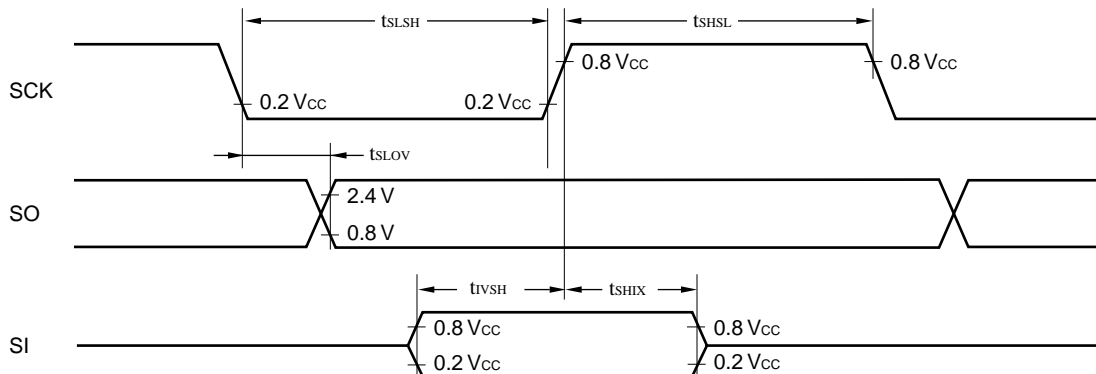 tSLSH
tSHSL
SCK
0.8 VCC
0.8 VCC
0.2 VCC
0.2 VCC
tSLOV
SO
2.4 V
0.8 V
tIVSH
tSHIX
SI
0.8 VCC
0.8 VCC
0.2 VCC
0.2 VCC